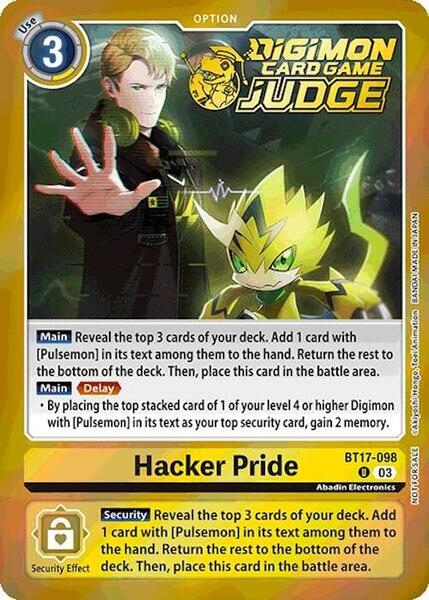 OPTION
Use
3
DIGIMON
CARD GAME
JUDGE
Main Reveal the top 3 cards of your deck. Add 1 card with
[Pulsemon] in its text among them to the hand. Return the rest to
the bottom of the deck. Then, place this card in the battle area.
Main Delay
・By placing the top stacked card of 1 of your level 4 or higher Digimon
with [Pulsemon] in its text as your top security card, gain 2 memory.
Hacker Pride
BT17-098
U 03
Abadin Electronics
Security Effect
Security Reveal the top 3 cards of your deck. Add
1 card with [Pulsemon] in its text among them to
the hand. Return the rest to the bottom of the
deck. Then, place this card in the battle area.
NOT FOR SALE ©Akiyoshi Hongo, Toei Animation BANDAI MADE IN JAPAN